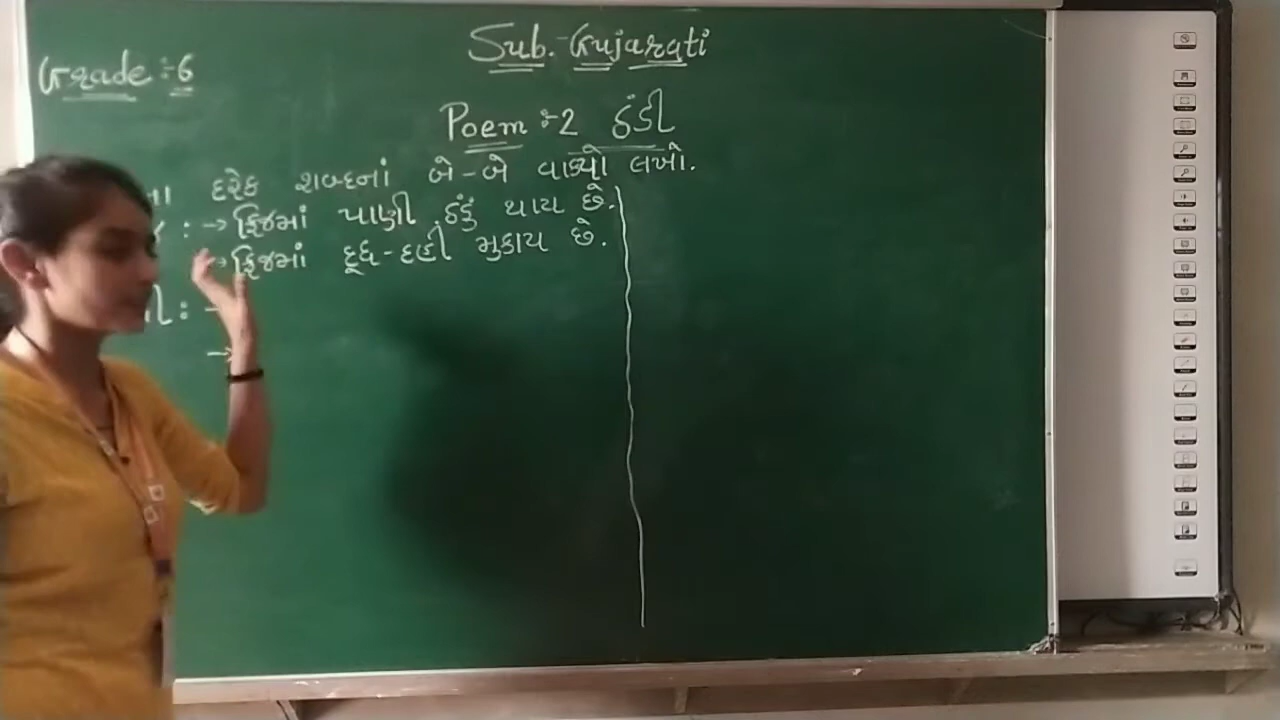 Sub.-Gujarati
Grade :- 6
Poem :- 2 ઠંડી
દરેક શબ્દનાં બે-બે વાક્યો લખો.
: → ફ્રિજમાં પાણી ઠંડું થાય છે.
→ ફ્રિજમાં દૂધ-દહીં મુકાય છે.
: →
→